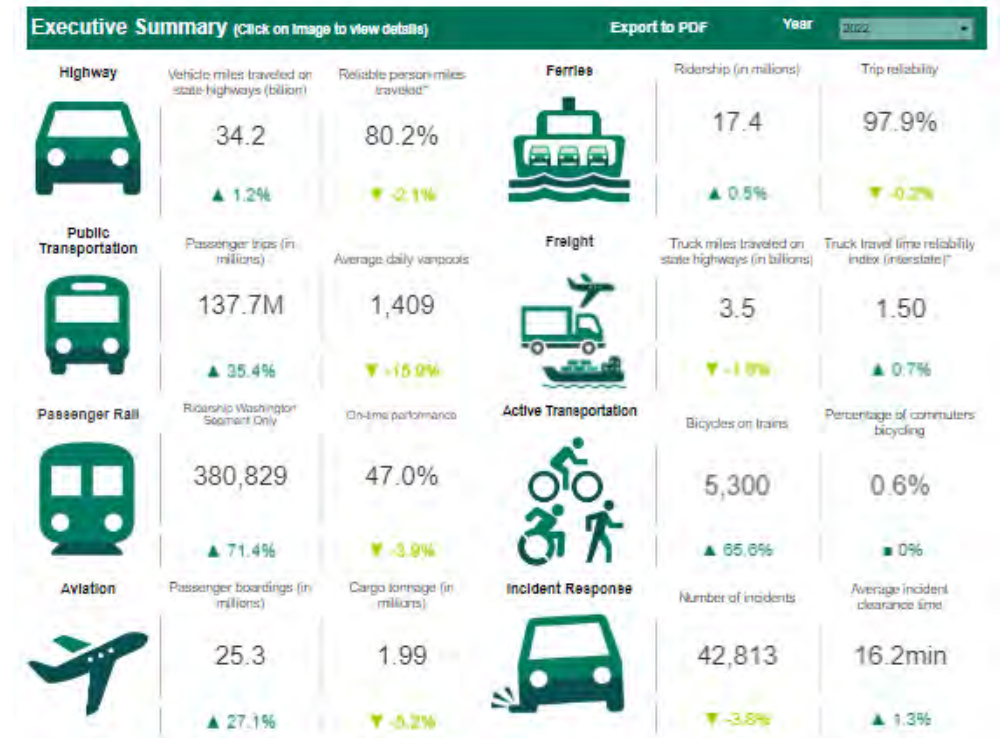 Executive Summary (Click on image to view details)
Export to PDF
Year
2022
Highway
Vehicle miles traveled on
state highways (billion)
34.2
▲ 1.2%
Reliable person-miles
traveled*
80.2%
▼ -2.1%
Ferries
Ridership (in millions)
17.4
▲ 0.5%
Trip reliability
97.9%
▼ -0.2%
Public
Transportation
Passenger trips (in
millions)
137.7M
▲ 35.4%
Average daily vanpools
1,409
▼ -15.9%
Freight
Truck miles traveled on
state highways (in billions)
3.5
▼ -1.8%
Truck travel time reliability
index (interstate)*
1.50
▲ 0.7%
Passenger Rail
Ridership Washington
Segment Only
380,829
▲ 71.4%
On-time performance
47.0%
▼ -3.9%
Active Transportation
Bicycles on trains
5,300
▲ 65.6%
Percentage of commuters
bicycling
0.6%
■ 0%
Aviation
Passenger boardings (in
millions)
25.3
▲ 27.1%
Cargo tonnage (in
millions)
1.99
▼ -5.2%
Incident Response
Number of incidents
42,813
▼ -3.8%
Average incident
clearance time
16.2min
▲ 1.3%